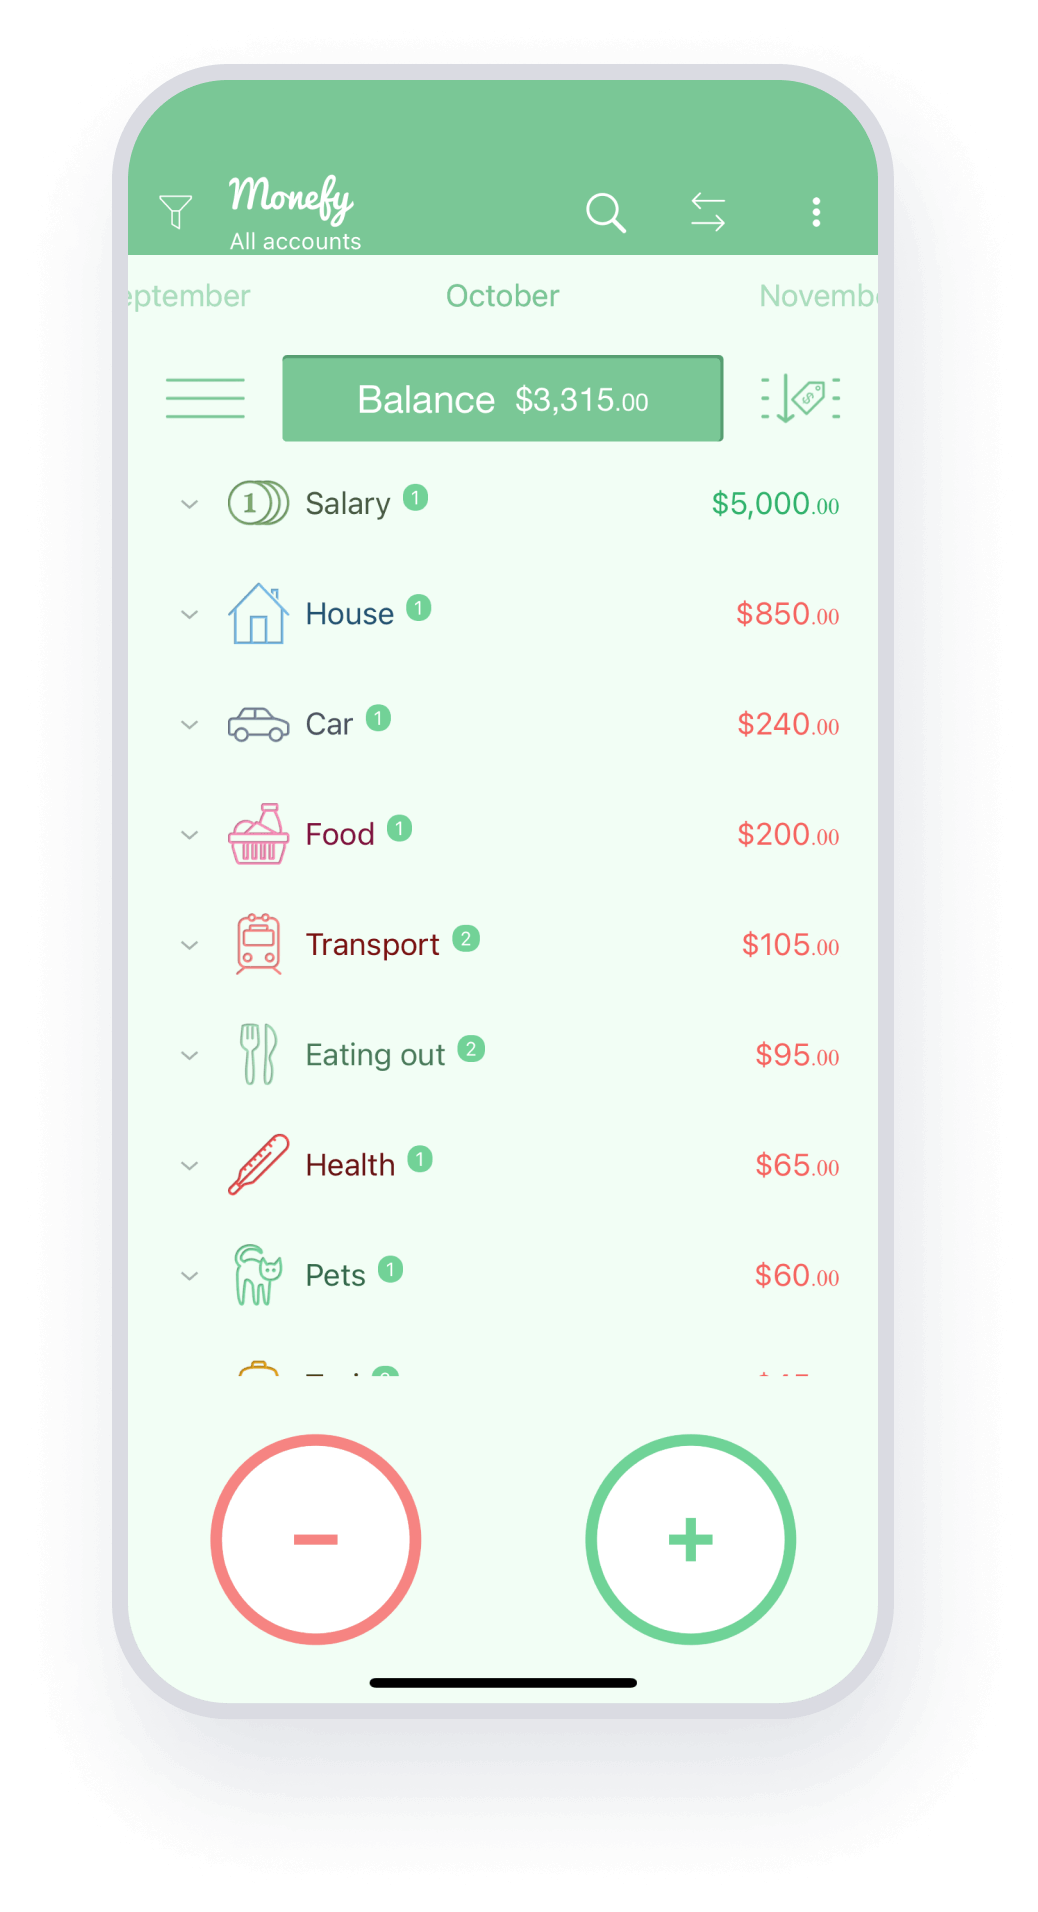 Monefy
All accounts
eptember October Novemb
Balance $3,315.00
1 Salary 1 $5,000.00
House 1 $850.00
Car 1 $240.00
Food 1 $200.00
Transport 2 $105.00
Eating out 2 $95.00
Health 1 $65.00
Pets 1 $60.00